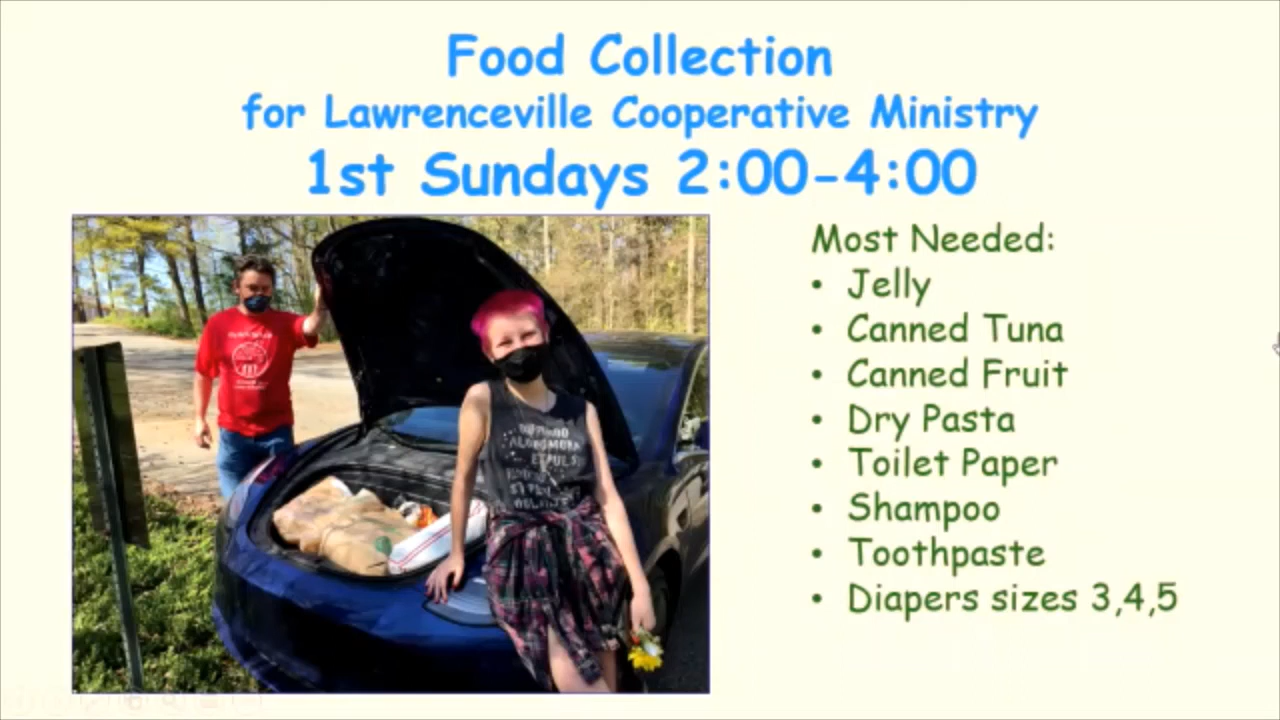 Food Collection
for Lawrenceville Cooperative Ministry
1st Sundays 2:00-4:00
Most Needed:
• Jelly
• Canned Tuna
• Canned Fruit
• Dry Pasta
• Toilet Paper
• Shampoo
• Toothpaste
• Diapers sizes 3,4,5